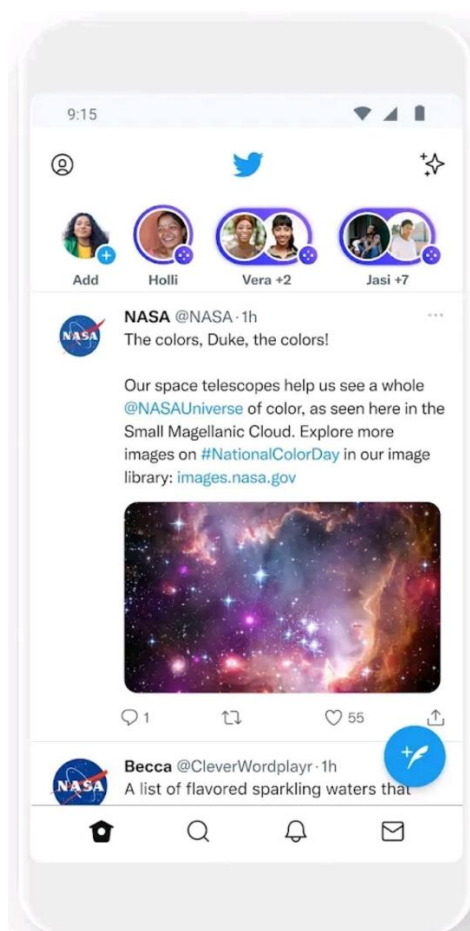 9:15
Add
Holli
Vera +2
Jasi +7
NASA
NASA @NASA · 1h
The colors, Duke, the colors!
Our space telescopes help us see a whole
@NASAUniverse of color, as seen here in the
Small Magellanic Cloud. Explore more
images on #NationalColorDay in our image
library: images.nasa.gov
1
55
NASA
Becca @CleverWordplayr · 1h
A list of flavored sparkling waters that